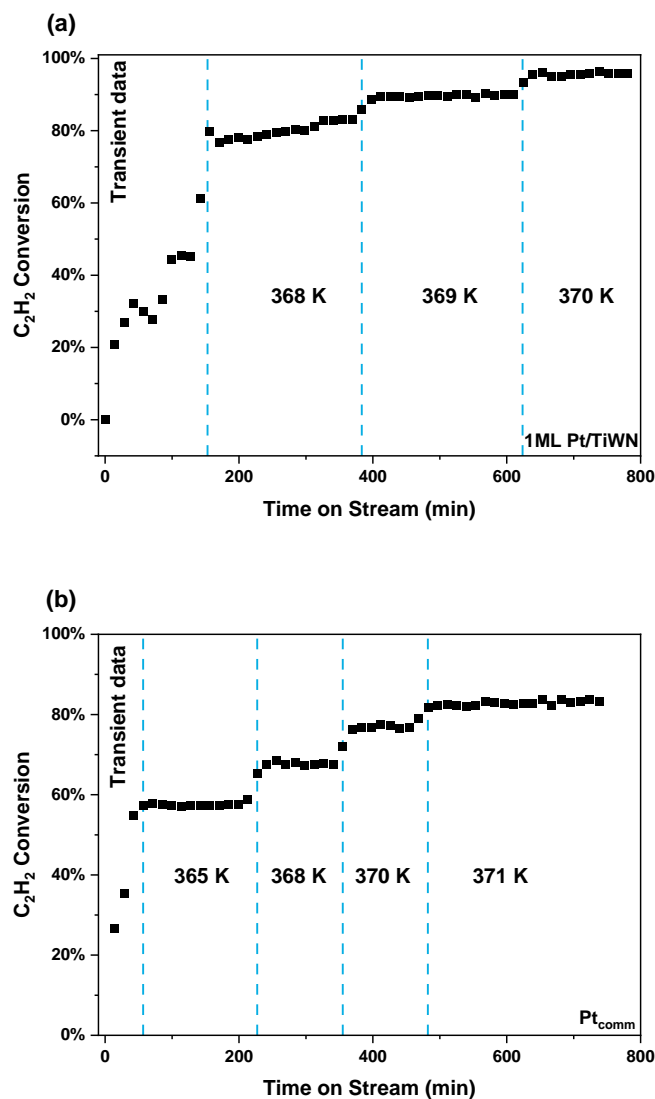 (a)
Transient data
100%
80%
60%
40%
20%
0%
C₂H₂ Conversion
368 K
369 K
370 K
1ML Pt/TiWN
0
200
400
600
800
Time on Stream (min)
(b)
Transient data
100%
80%
60%
40%
20%
0%
C₂H₂ Conversion
365 K
368 K
370 K
371 K
Ptcomm
0
200
400
600
800
Time on Stream (min)